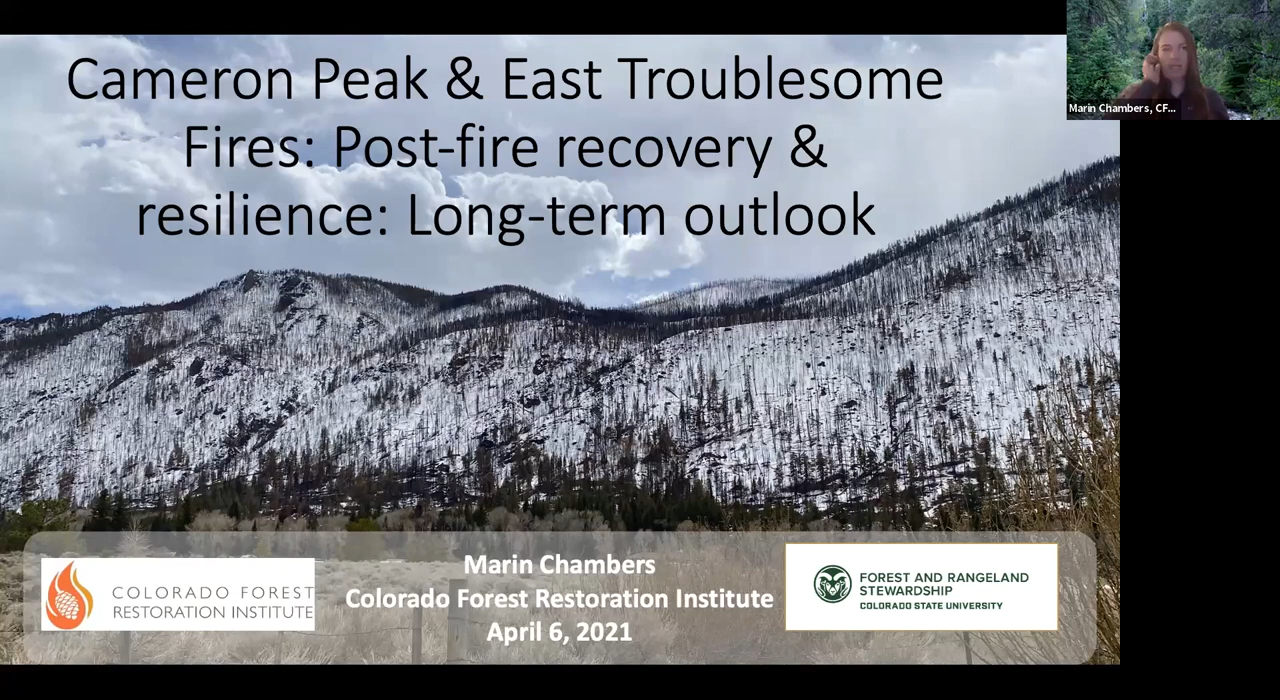 Cameron Peak & East Troublesome
Fires: Post-fire recovery &
resilience: Long-term outlook
Marin Chambers, CF...
COLORADO FOREST
RESTORATION INSTITUTE
Marin Chambers
Colorado Forest Restoration Institute
April 6, 2021
FOREST AND RANGELAND
STEWARDSHIP
COLORADO STATE UNIVERSITY